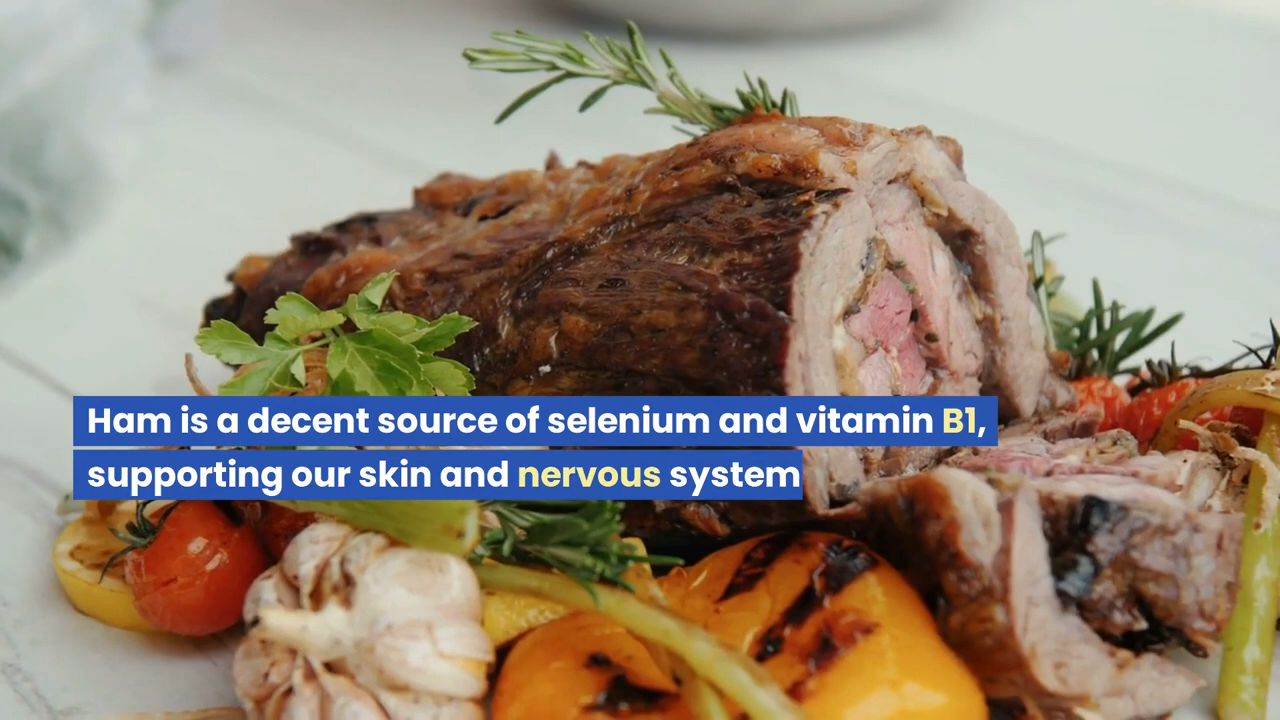 Ham is a decent source of selenium and vitamin B1,
supporting our skin and nervous system